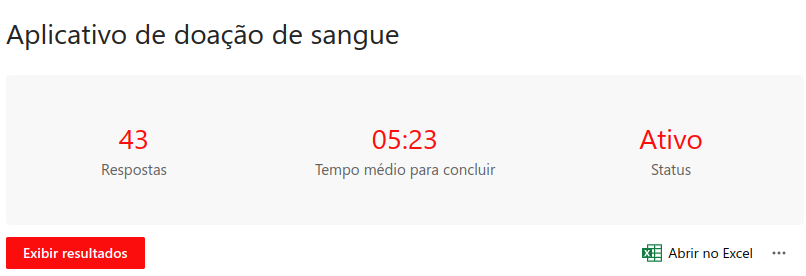 Aplicativo de doação de sangue
43
Respostas
05:23
Tempo médio para concluir
Ativo
Status
Exibir resultados
Abrir no Excel